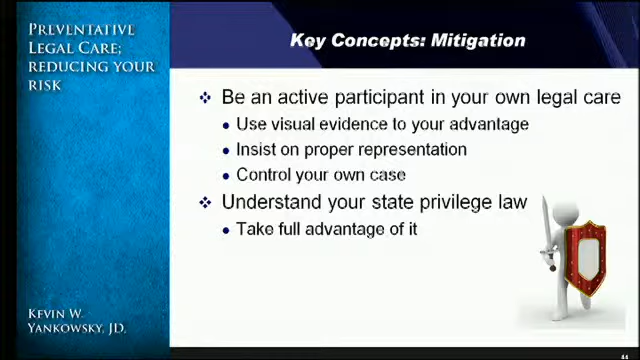 PREVENTATIVE
LEGAL CARE;
REDUCING YOUR
RISK
Key Concepts: Mitigation
Be an active participant in your own legal care
Use visual evidence to your advantage
Insist on proper representation
Control your own case
Understand your state privilege law
Take full advantage of it
KEVIN W.
YANKOWSKY, JD.
44